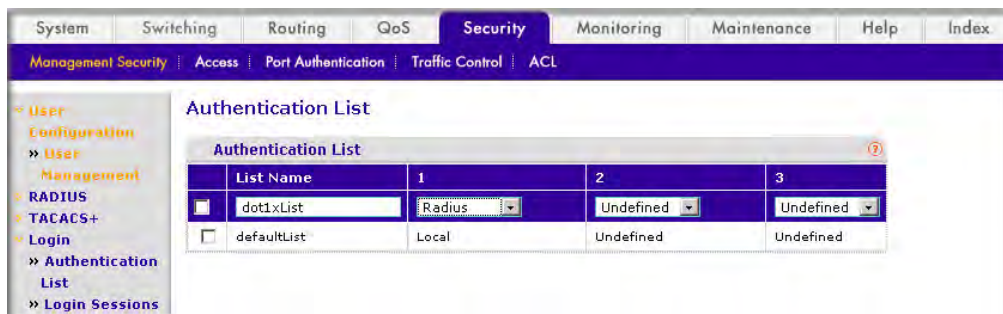 System Switching Routing QoS Security Monitoring Maintenance Help Index
Management Security Access Port Authentication Traffic Control ACL
User
Configuration
» User
Management
RADIUS
TACACS+
Login
» Authentication
List
» Login Sessions
Authentication List
Authentication List ?
List Name 1 2 3
dot1xList Radius Undefined Undefined
defaultList Local Undefined Undefined